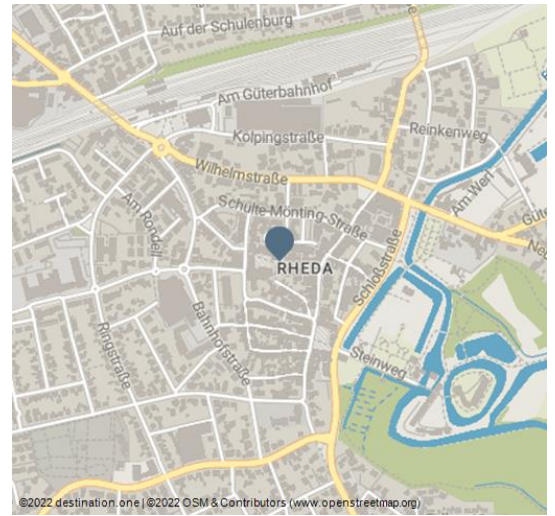 Auf der Schulenburg
Am Güterbahnhof
Kolpingstraße
Reinkenweg
Wilhelmstraße
Am Werl
Schulte-Mönting-Straße
Am Rondell
RHEDA
Schloßstraße
Ringstraße
Bahnhofstraße
Steinweg
©2022 destination.one | ©2022 OSM & Contributors (www.openstreetmap.org)